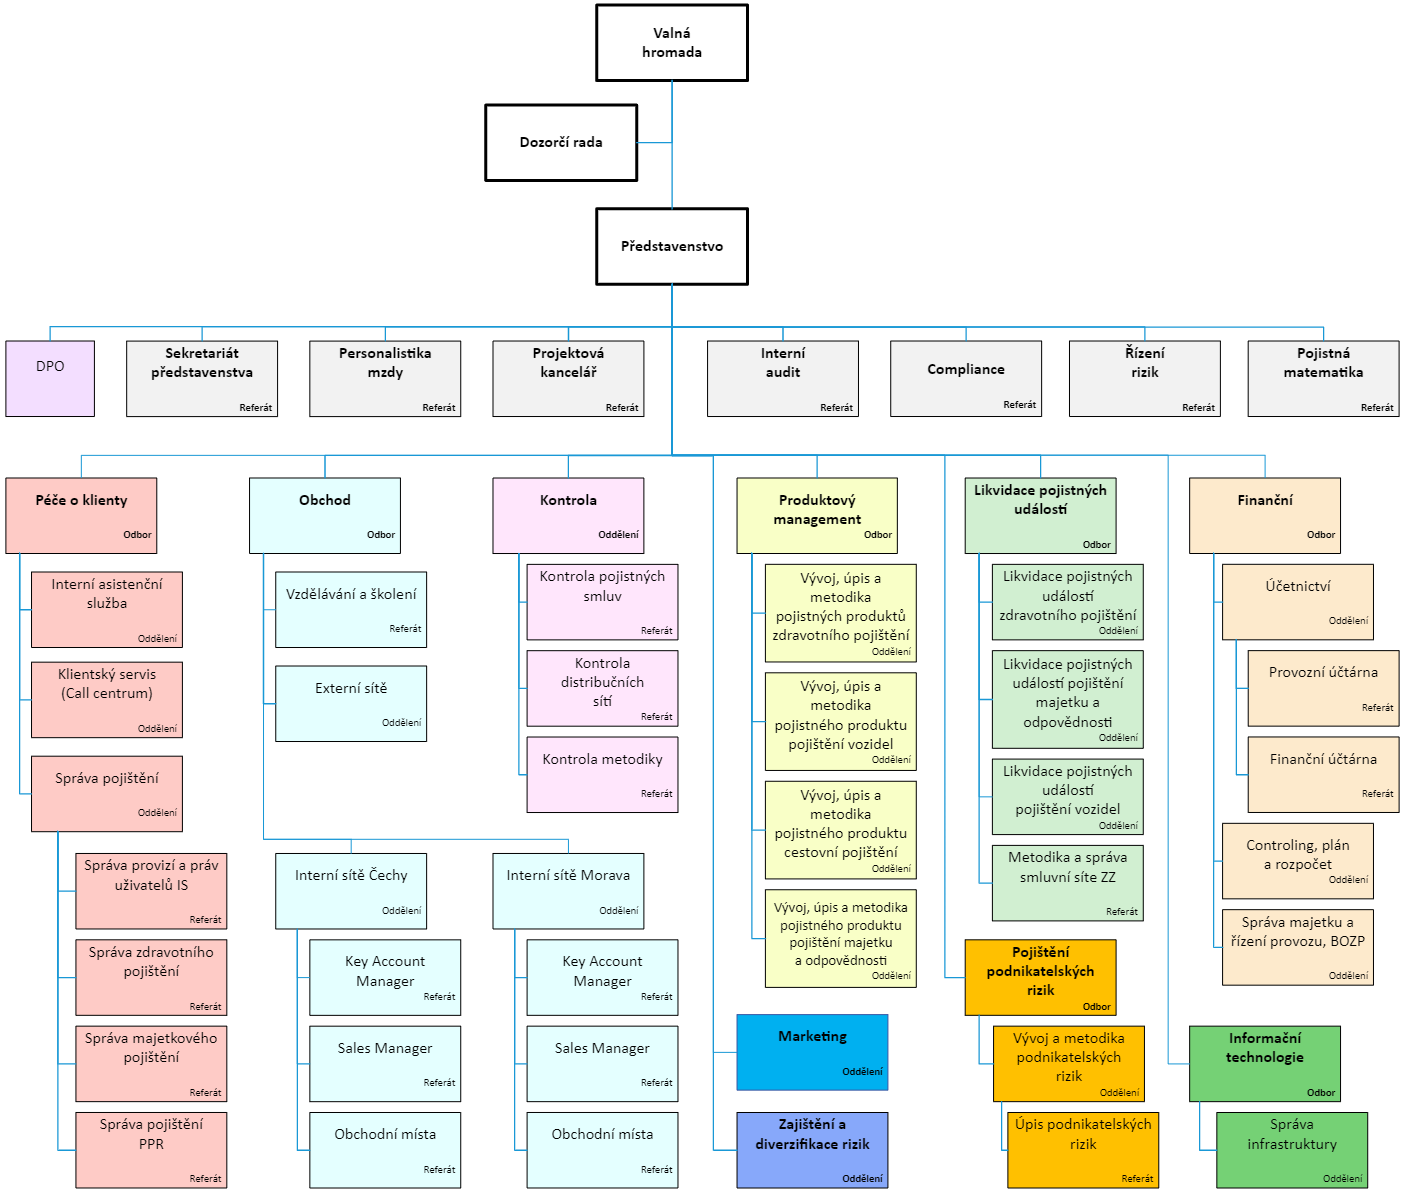 Valná
hromada
Dozorčí rada
Představenstvo
DPO
Sekretariát
představenstva
Referát
Personalistika
mzdy
Referát
Projektová
kancelář
Referát
Interní
audit
Referát
Compliance
Referát
Řízení
rizik
Referát
Pojistná
matematika
Referát
Péče o klienty
Odbor
Interní asistenční
služba
Oddělení
Klientský servis
(Call centrum)
Oddělení
Správa pojištění
Oddělení
Správa provizí a práv
uživatelů IS
Referát
Správa zdravotního
pojištění
Referát
Správa majetkového
pojištění
Referát
Správa pojištění
PPR
Referát
Obchod
Odbor
Vzdělávání a školení
Referát
Externí sítě
Oddělení
Interní sítě Čechy
Oddělení
Key Account
Manager
Referát
Sales Manager
Referát
Obchodní místa
Referát
Interní sítě Morava
Oddělení
Key Account
Manager
Referát
Sales Manager
Referát
Obchodní místa
Referát
Kontrola
Oddělení
Kontrola pojistných
smluv
Referát
Kontrola
distribučních
sítí
Referát
Kontrola metodiky
Referát
Produktový
management
Odbor
Vývoj, úpis a
metodika
pojistných produktů
zdravotního pojištění
Oddělení
Vývoj, úpis a
metodika
pojistného produktu
pojištění vozidel
Oddělení
Vývoj, úpis a
metodika
pojistného produktu
cestovní pojištění
Oddělení
Vývoj, úpis a metodika
pojistného produktu
pojištění majetku
a odpovědnosti
Oddělení
Marketing
Oddělení
Zajištění a
diverzifikace rizik
Oddělení
Likvidace pojistných
událostí
Odbor
Likvidace pojistných
událostí
zdravotního pojištění
Oddělení
Likvidace pojistných
událostí pojištění
majetku a
odpovědnosti
Oddělení
Likvidace pojistných
událostí
pojištění vozidel
Oddělení
Metodika a správa
smluvní síte ZZ
Referát
Pojištění
podnikatelských
rizik
Odbor
Vývoj a metodika
podnikatelských
rizik
Oddělení
Úpis podnikatelských
rizik
Referát
Finanční
Odbor
Účetnictví
Oddělení
Provozní účtárna
Referát
Finanční účtárna
Referát
Controling, plán
a rozpočet
Oddělení
Správa majetku a
řízení provozu, BOZP
Oddělení
Informační
technologie
Odbor
Správa
infrastruktury
Oddělení